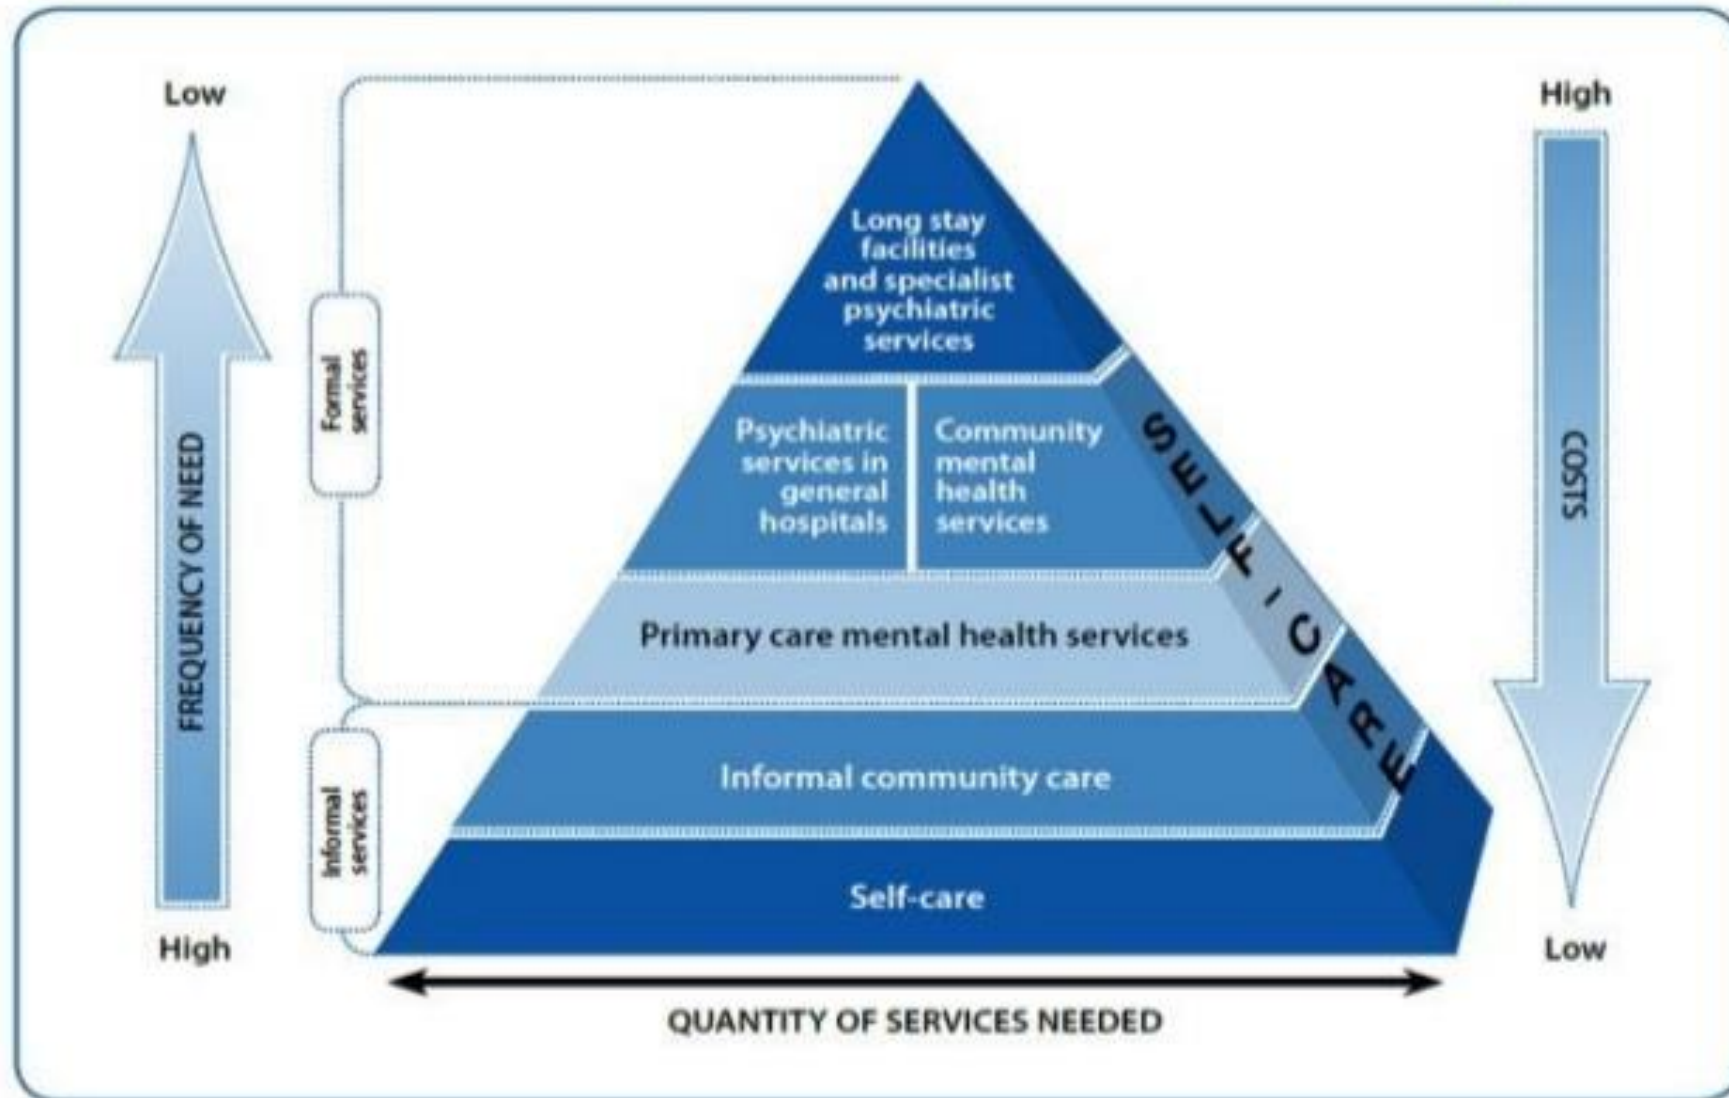 Low
High
Long stay
facilities
and specialist
psychiatric
services
Formal
services
FREQUENCY OF NEED
COSTS
Psychiatric
services in
general
hospitals
Community
mental
health
services
SELF-CARE
Primary care mental health services
Informal community care
Informal
services
Self-care
High
Low
QUANTITY OF SERVICES NEEDED